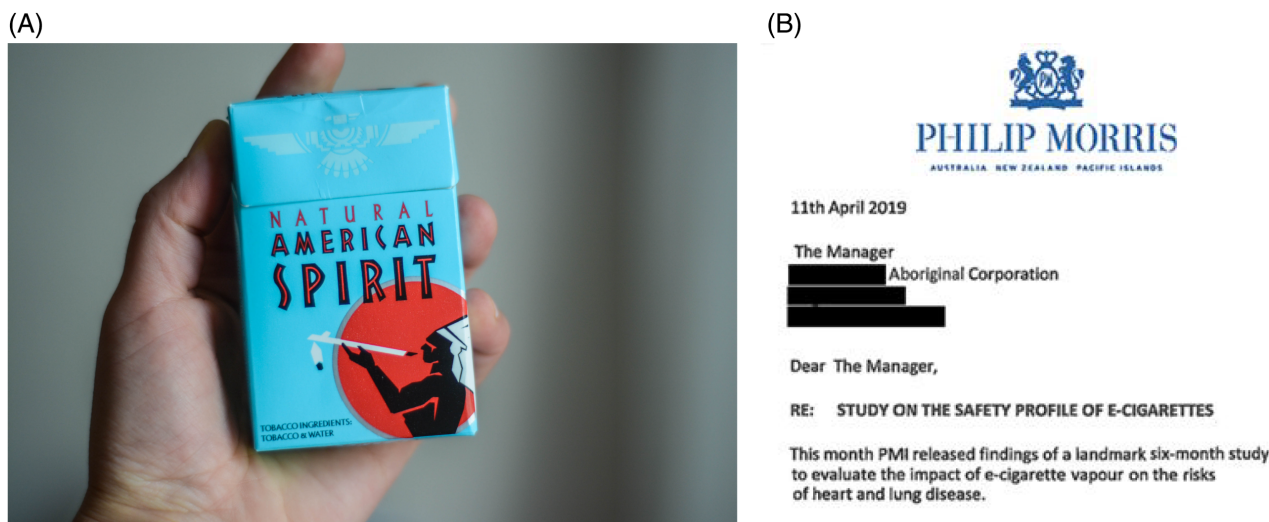 (A)
NATURAL
AMERICAN
SPIRIT
TOBACCO INGREDIENTS:
TOBACCO & WATER
(B)
PM
PHILIP MORRIS
AUSTRALIA NEW ZEALAND PACIFIC ISLANDS
11th April 2019
The Manager
Aboriginal Corporation
Dear The Manager,
RE: STUDY ON THE SAFETY PROFILE OF E-CIGARETTES
This month PMI released findings of a landmark six-month study
to evaluate the impact of e-cigarette vapour on the risks
of heart and lung disease.